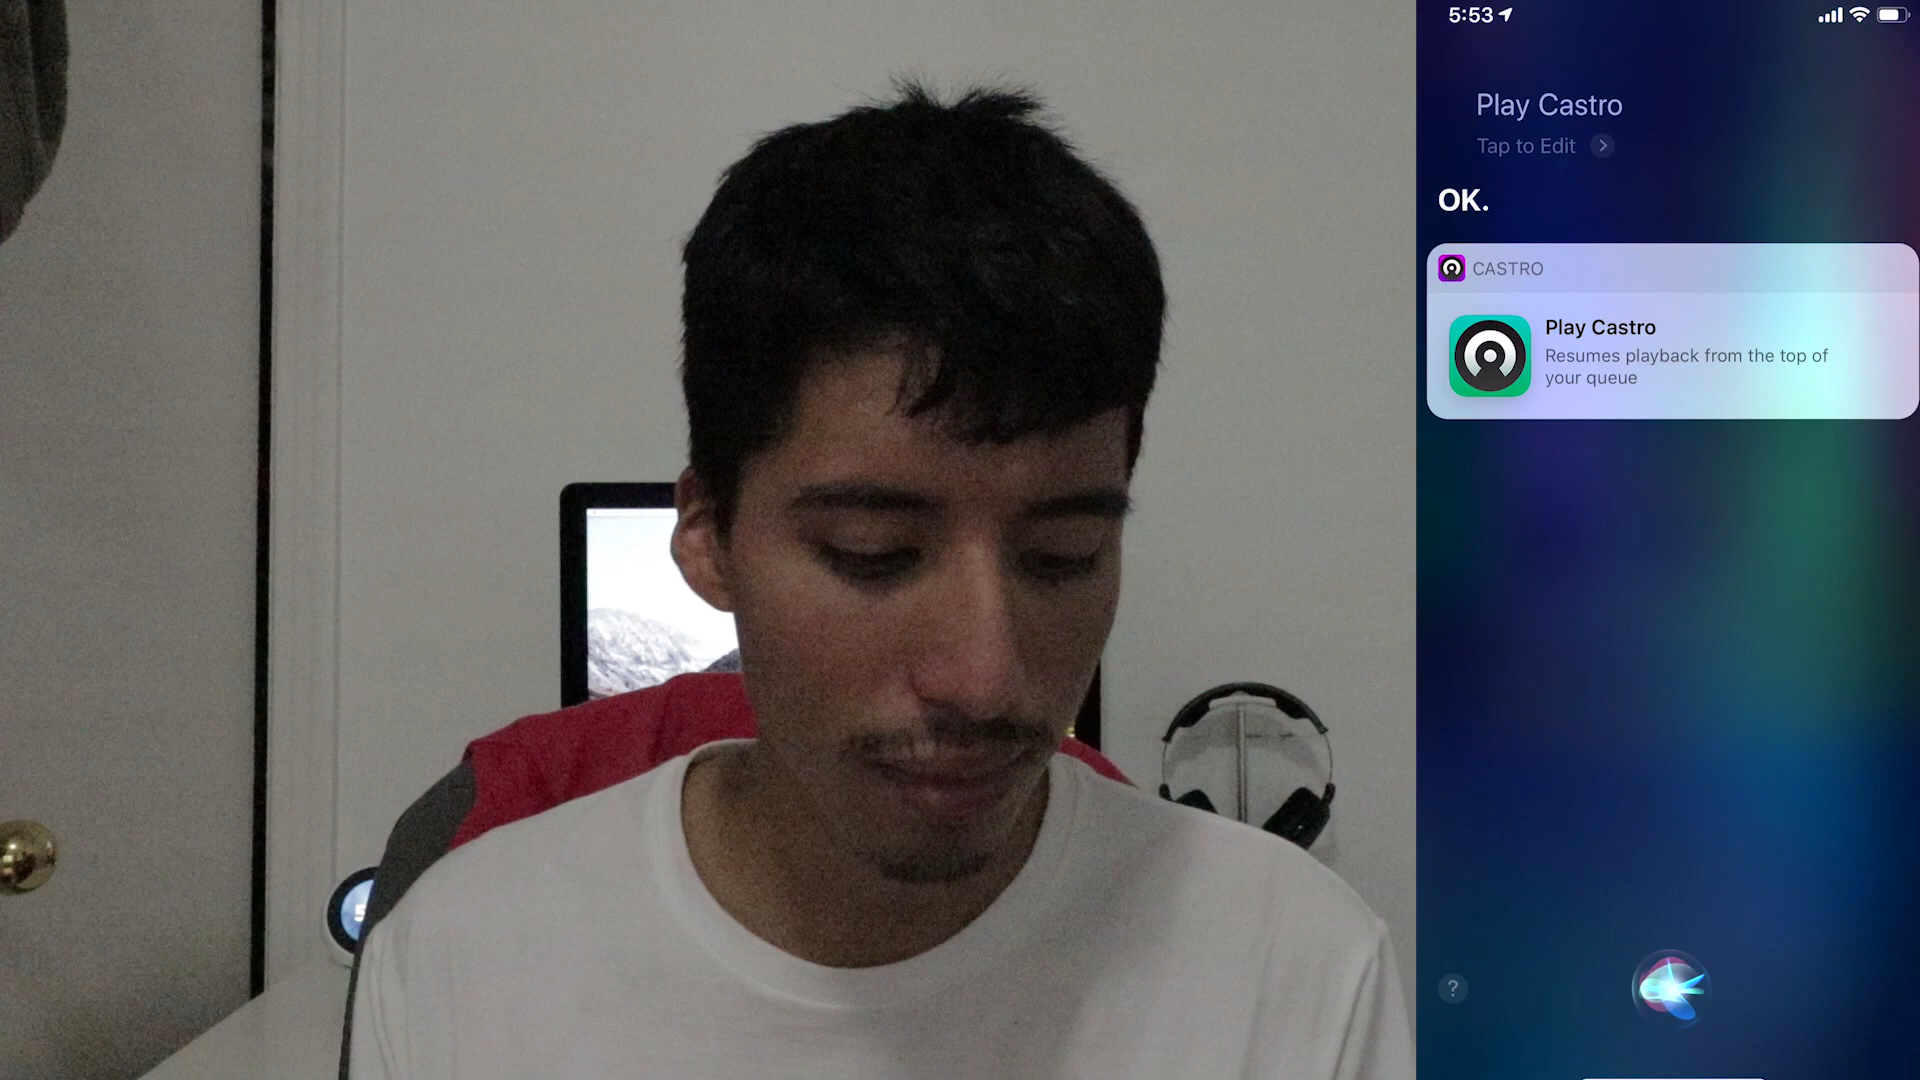 5:53
Play Castro
Tap to Edit
OK.
CASTRO
Play Castro
Resumes playback from the top of
your queue
?